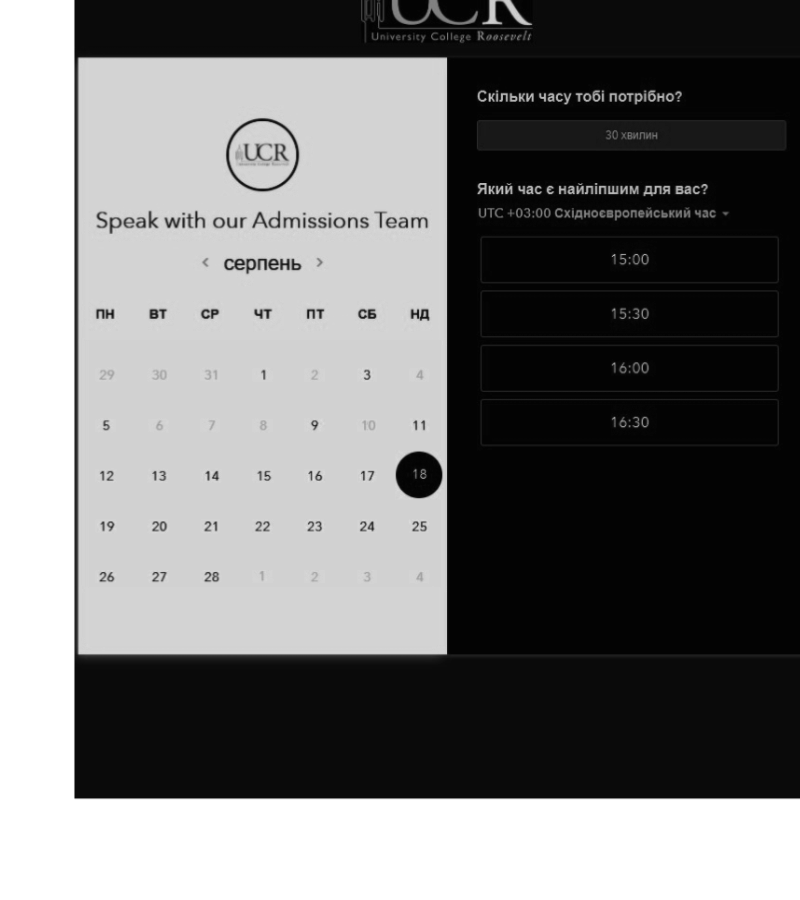 UCR
University College Roosevelt
UCR
Speak with our Admissions Team
< серпень >
ПН ВТ СР ЧТ ПТ СБ НД
29 30 31 1 2 3 4
5 6 7 8 9 10 11
12 13 14 15 16 17 18
19 20 21 22 23 24 25
26 27 28 1 2 3 4
Скільки часу тобі потрібно?
30 хвилин
Який час є найліпшим для вас?
UTC +03:00 Східноєвропейський час
15:00
15:30
16:00
16:30